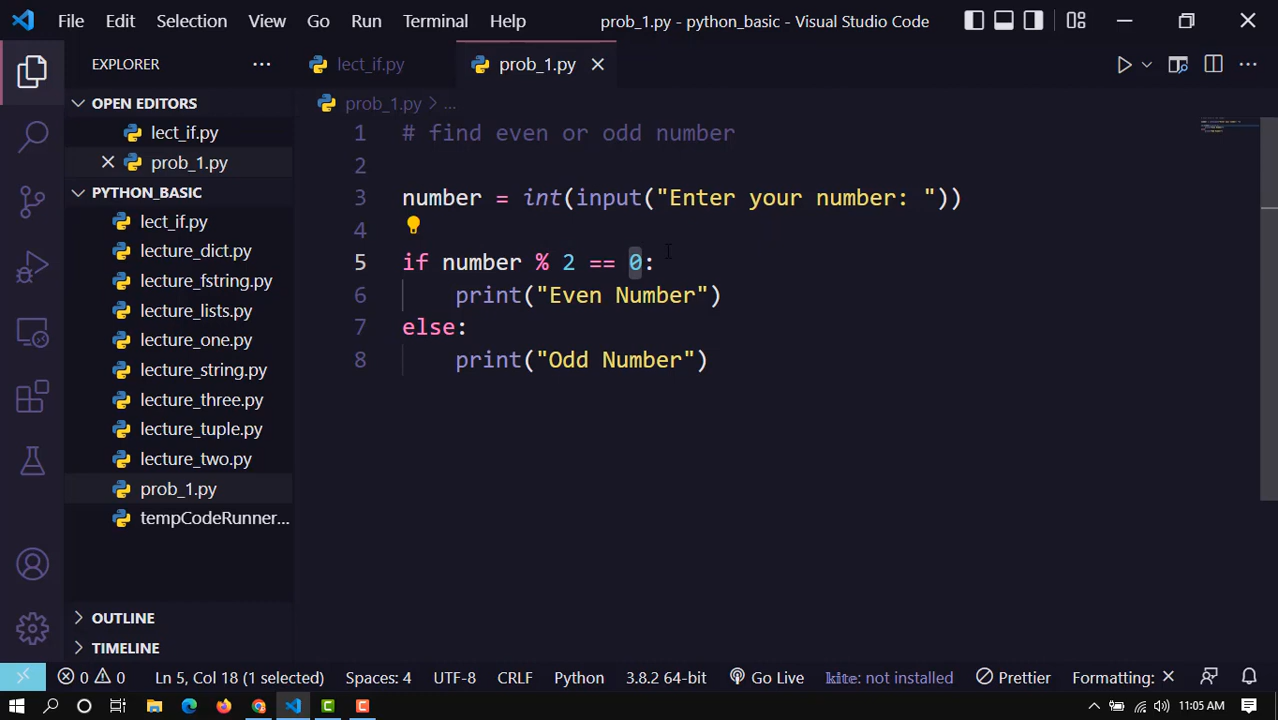 File Edit Selection View Go Run Terminal Help prob_1.py - python_basic - Visual Studio Code
EXPLORER
lect_if.py
prob_1.py
OPEN EDITORS
lect_if.py
prob_1.py
PYTHON_BASIC
lect_if.py
lecture_dict.py
lecture_fstring.py
lecture_lists.py
lecture_one.py
lecture_string.py
lecture_three.py
lecture_tuple.py
lecture_two.py
prob_1.py
tempCodeRunner...
OUTLINE
TIMELINE
prob_1.py > ...
1 # find even or odd number
2
3 number = int(input("Enter your number: "))
4
5 if number % 2 == 0:
6 print("Even Number")
7 else:
8 print("Odd Number")
0 0 Ln 5, Col 18 (1 selected) Spaces: 4 UTF-8 CRLF Python 3.8.2 64-bit Go Live kite: not installed Prettier Formatting: ×
11:05 AM